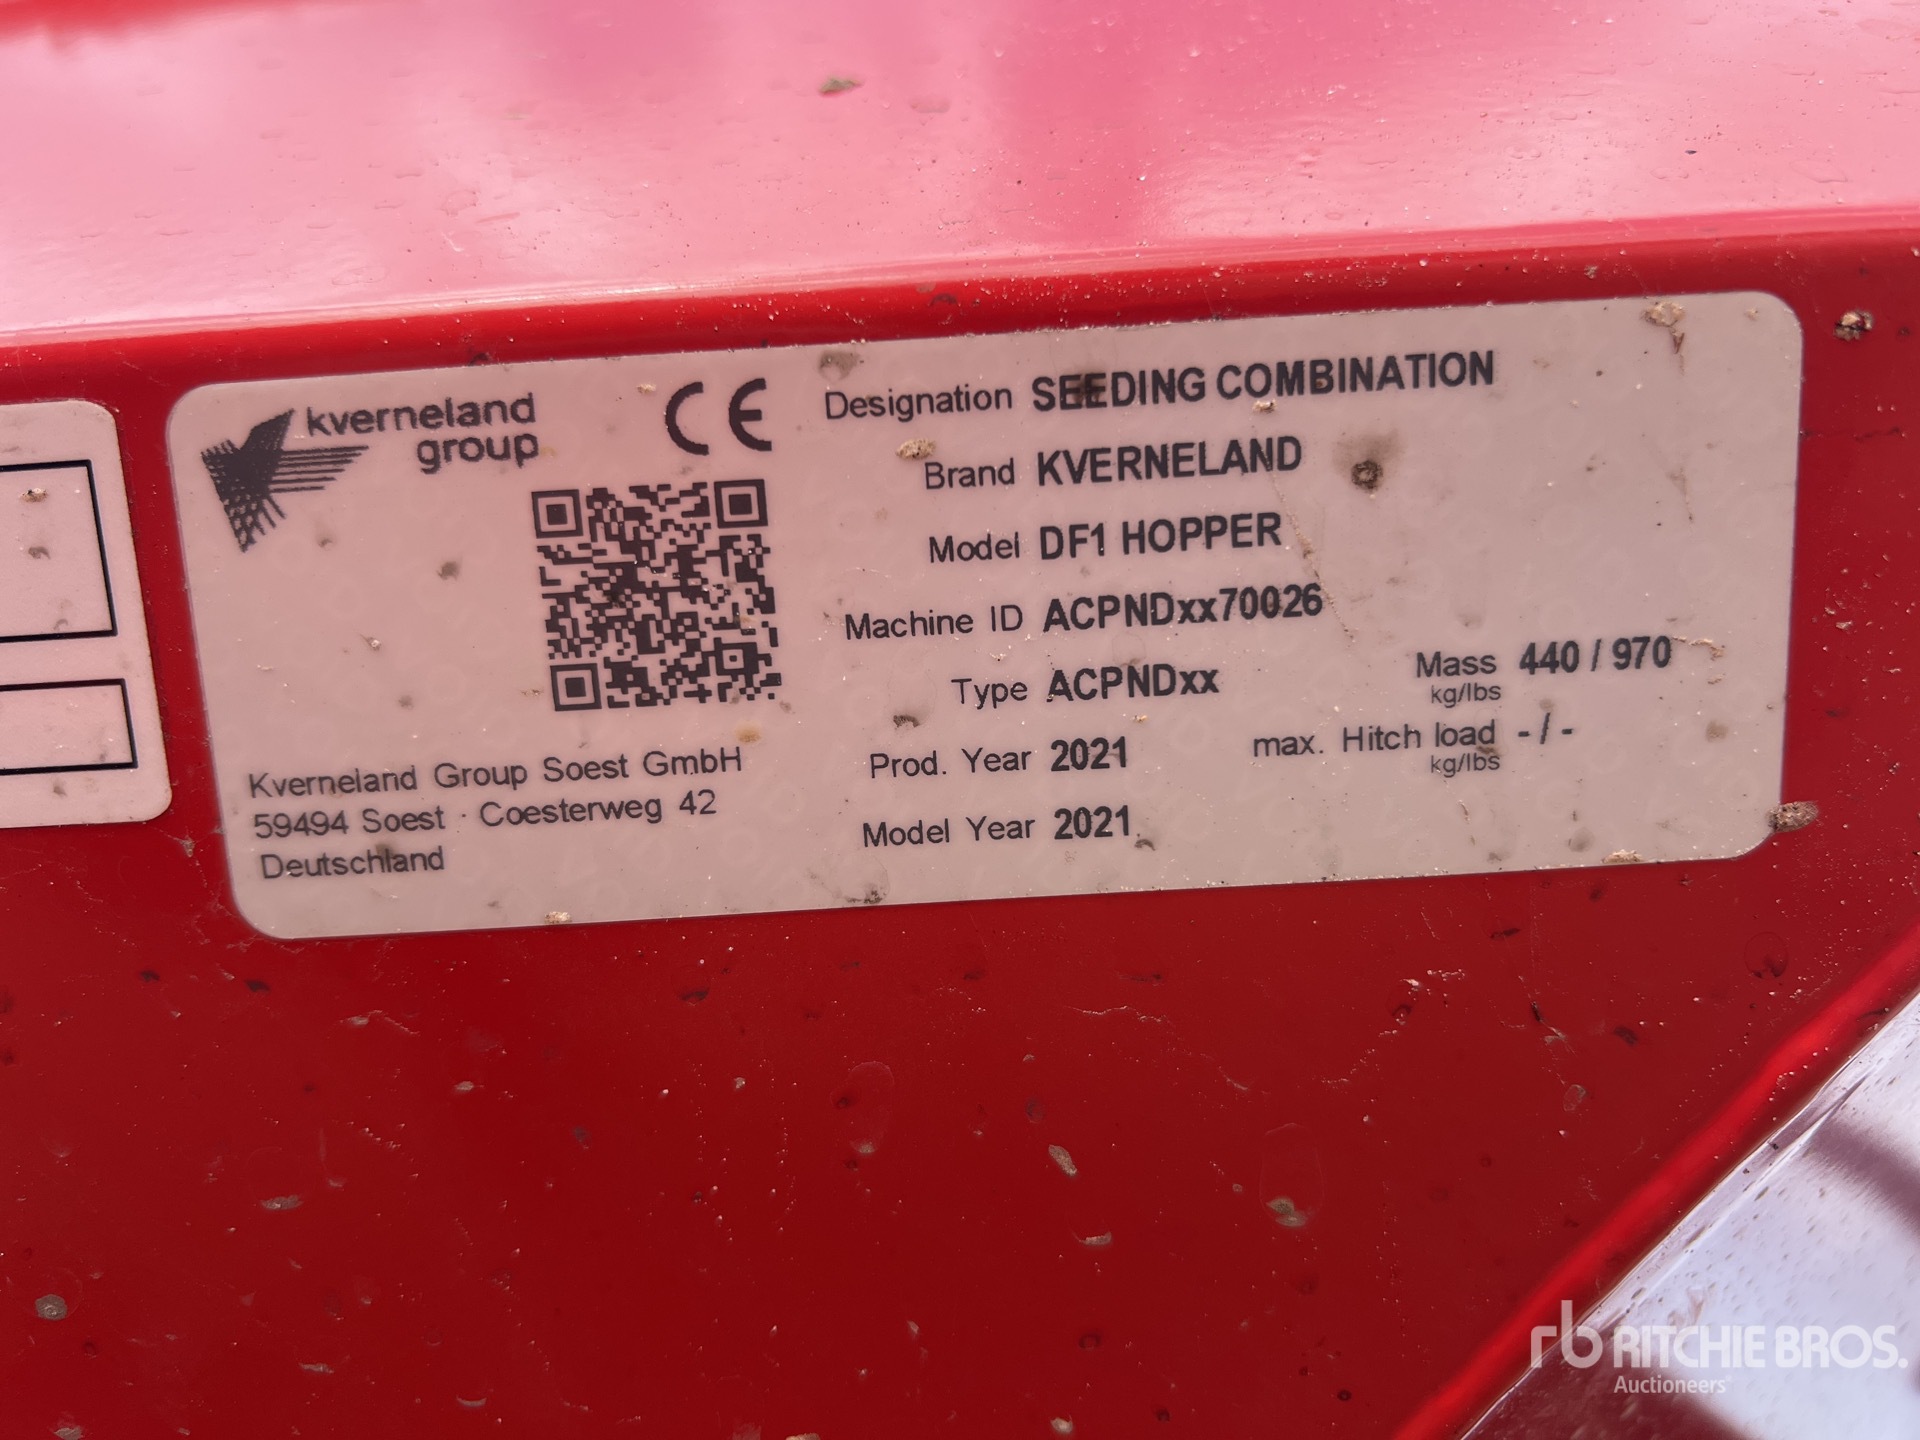 kverneland
group
CE
Designation SEEDING COMBINATION
Brand KVERNELAND
Model DF1 HOPPER
Machine ID ACPNDxx70026
Type ACPNDxx
Mass 440 / 970
kg/lbs
Prod. Year 2021
max. Hitch load - / -
kg/lbs
Model Year 2021
Kverneland Group Soest GmbH
59494 Soest · Coesterweg 42
Deutschland
rb RITCHIE BROS.
Auctioneers